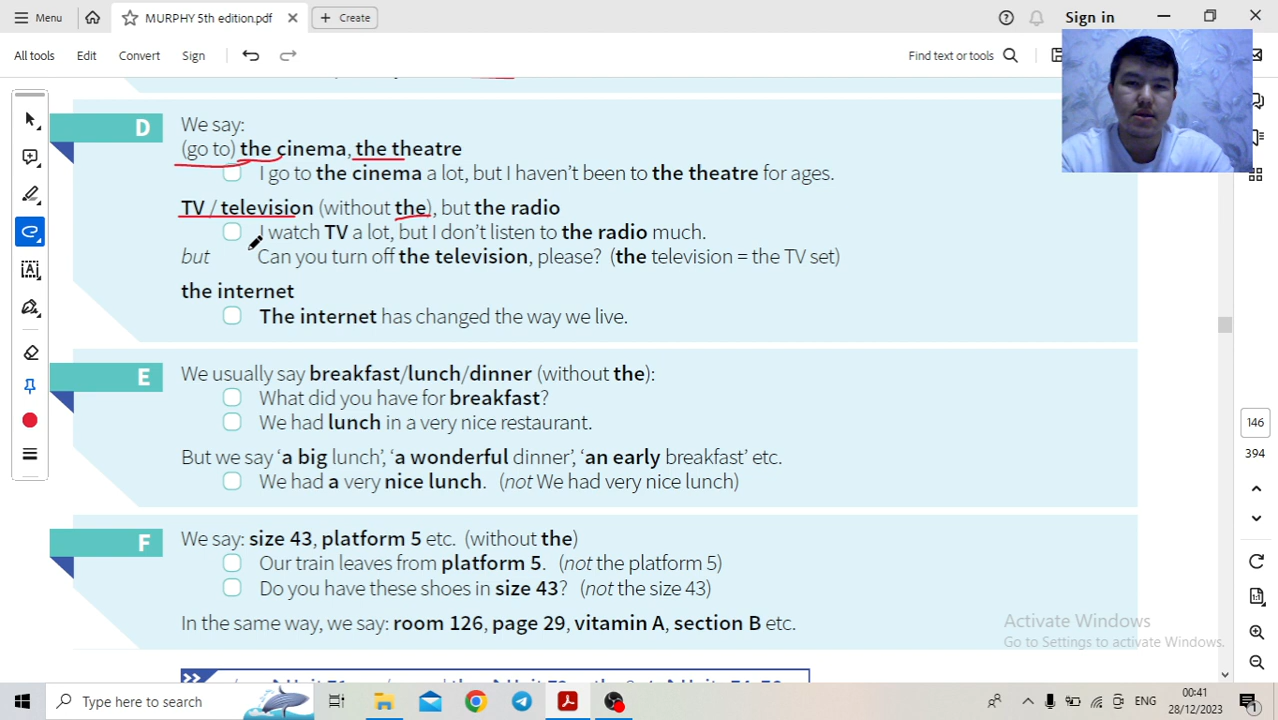 Menu
MURPHY 5th edition.pdf
Create
Sign in
All tools
Edit
Convert
Sign
Find text or tools
D
We say:
(go to) the cinema, the theatre
I go to the cinema a lot, but I haven't been to the theatre for ages.
TV / television (without the), but the radio
I watch TV a lot, but I don't listen to the radio much.
but Can you turn off the television, please? (the television = the TV set)
the internet
The internet has changed the way we live.
E
We usually say breakfast/lunch/dinner (without the):
What did you have for breakfast?
We had lunch in a very nice restaurant.
But we say 'a big lunch', 'a wonderful dinner', 'an early breakfast' etc.
We had a very nice lunch. (not We had very nice lunch)
F
We say: size 43, platform 5 etc. (without the)
Our train leaves from platform 5. (not the platform 5)
Do you have these shoes in size 43? (not the size 43)
In the same way, we say: room 126, page 29, vitamin A, section B etc.
146
394
1:1
Activate Windows
Go to Settings to activate Windows.
Type here to search
ENG
00:41
28/12/2023
1